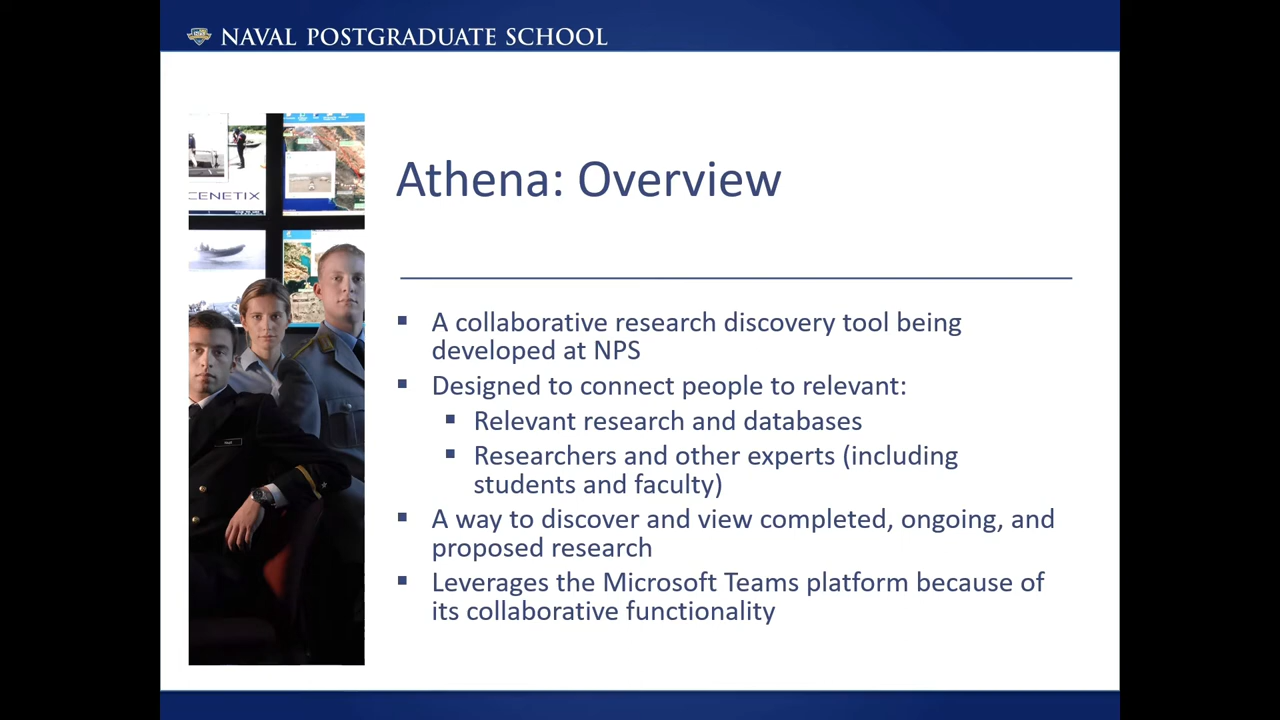 NAVAL POSTGRADUATE SCHOOL
CENETIX
Athena: Overview
▪ A collaborative research discovery tool being
developed at NPS
▪ Designed to connect people to relevant:
▪ Relevant research and databases
▪ Researchers and other experts (including
students and faculty)
▪ A way to discover and view completed, ongoing, and
proposed research
▪ Leverages the Microsoft Teams platform because of
its collaborative functionality